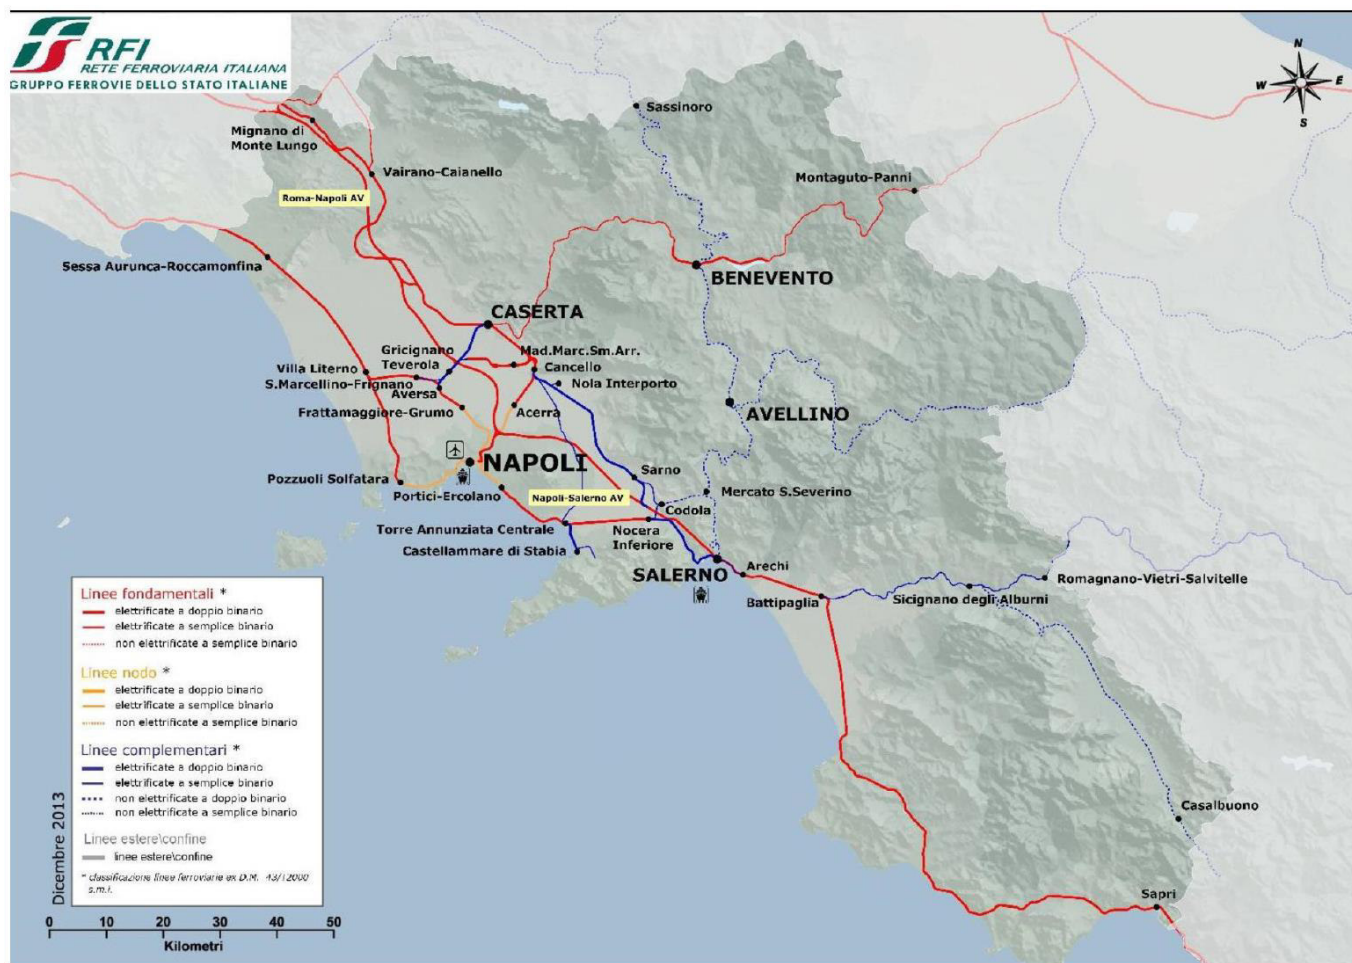 RFI
RETE FERROVIARIA ITALIANA
GRUPPO FERROVIE DELLO STATO ITALIANE
N
W
E
S
Sassinoro
Mignano di
Monte Lungo
Vairano-Caianello
Montaguto-Panni
Roma-Napoli AV
Sessa Aurunca-Roccamonfina
BENEVENTO
CASERTA
Gricignano
Teverola
Mad.Marc.Sm.Arr.
Villa Literno
Cancello
S.Marcellino-Frignano
Nola Interporto
Aversa
Frattamaggiore-Grumo
Acerra
AVELLINO
NAPOLI
Pozzuoli Solfatara
Sarno
Portici-Ercolano
Napoli-Salerno AV
Mercato S.Severino
Codola
Torre Annunziata Centrale
Nocera
Inferiore
Castellammare di Stabia
SALERNO
Arechi
Romagnano-Vietri-Salvitelle
Battipaglia
Sicignano degli Alburni
Casalbuono
Sapri
Linee fondamentali *
elettrificate a doppio binario
elettrificate a semplice binario
non elettrificate a semplice binario
Linee nodo *
elettrificate a doppio binario
elettrificate a semplice binario
non elettrificate a semplice binario
Linee complementari *
elettrificate a doppio binario
elettrificate a semplice binario
non elettrificate a doppio binario
non elettrificate a semplice binario
Linee estere\confine
linee estere\confine
* classificazione linee ferroviarie ex D.M. 43/T2000
s.m.i.
Dicembre 2013
0 10 20 30 40 50
Kilometri